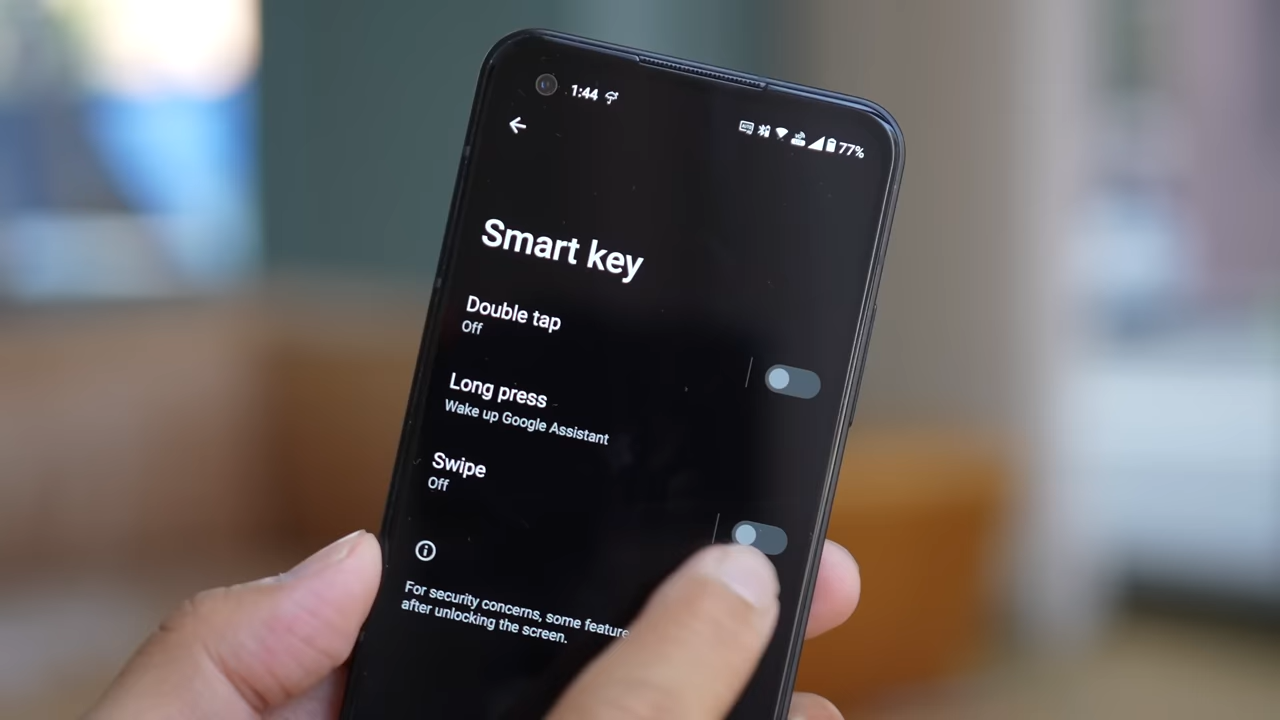 1:44
77%
Smart key
Double tap
Off
Long press
Wake up Google Assistant
Swipe
Off
For security concerns, some feature
after unlocking the screen.